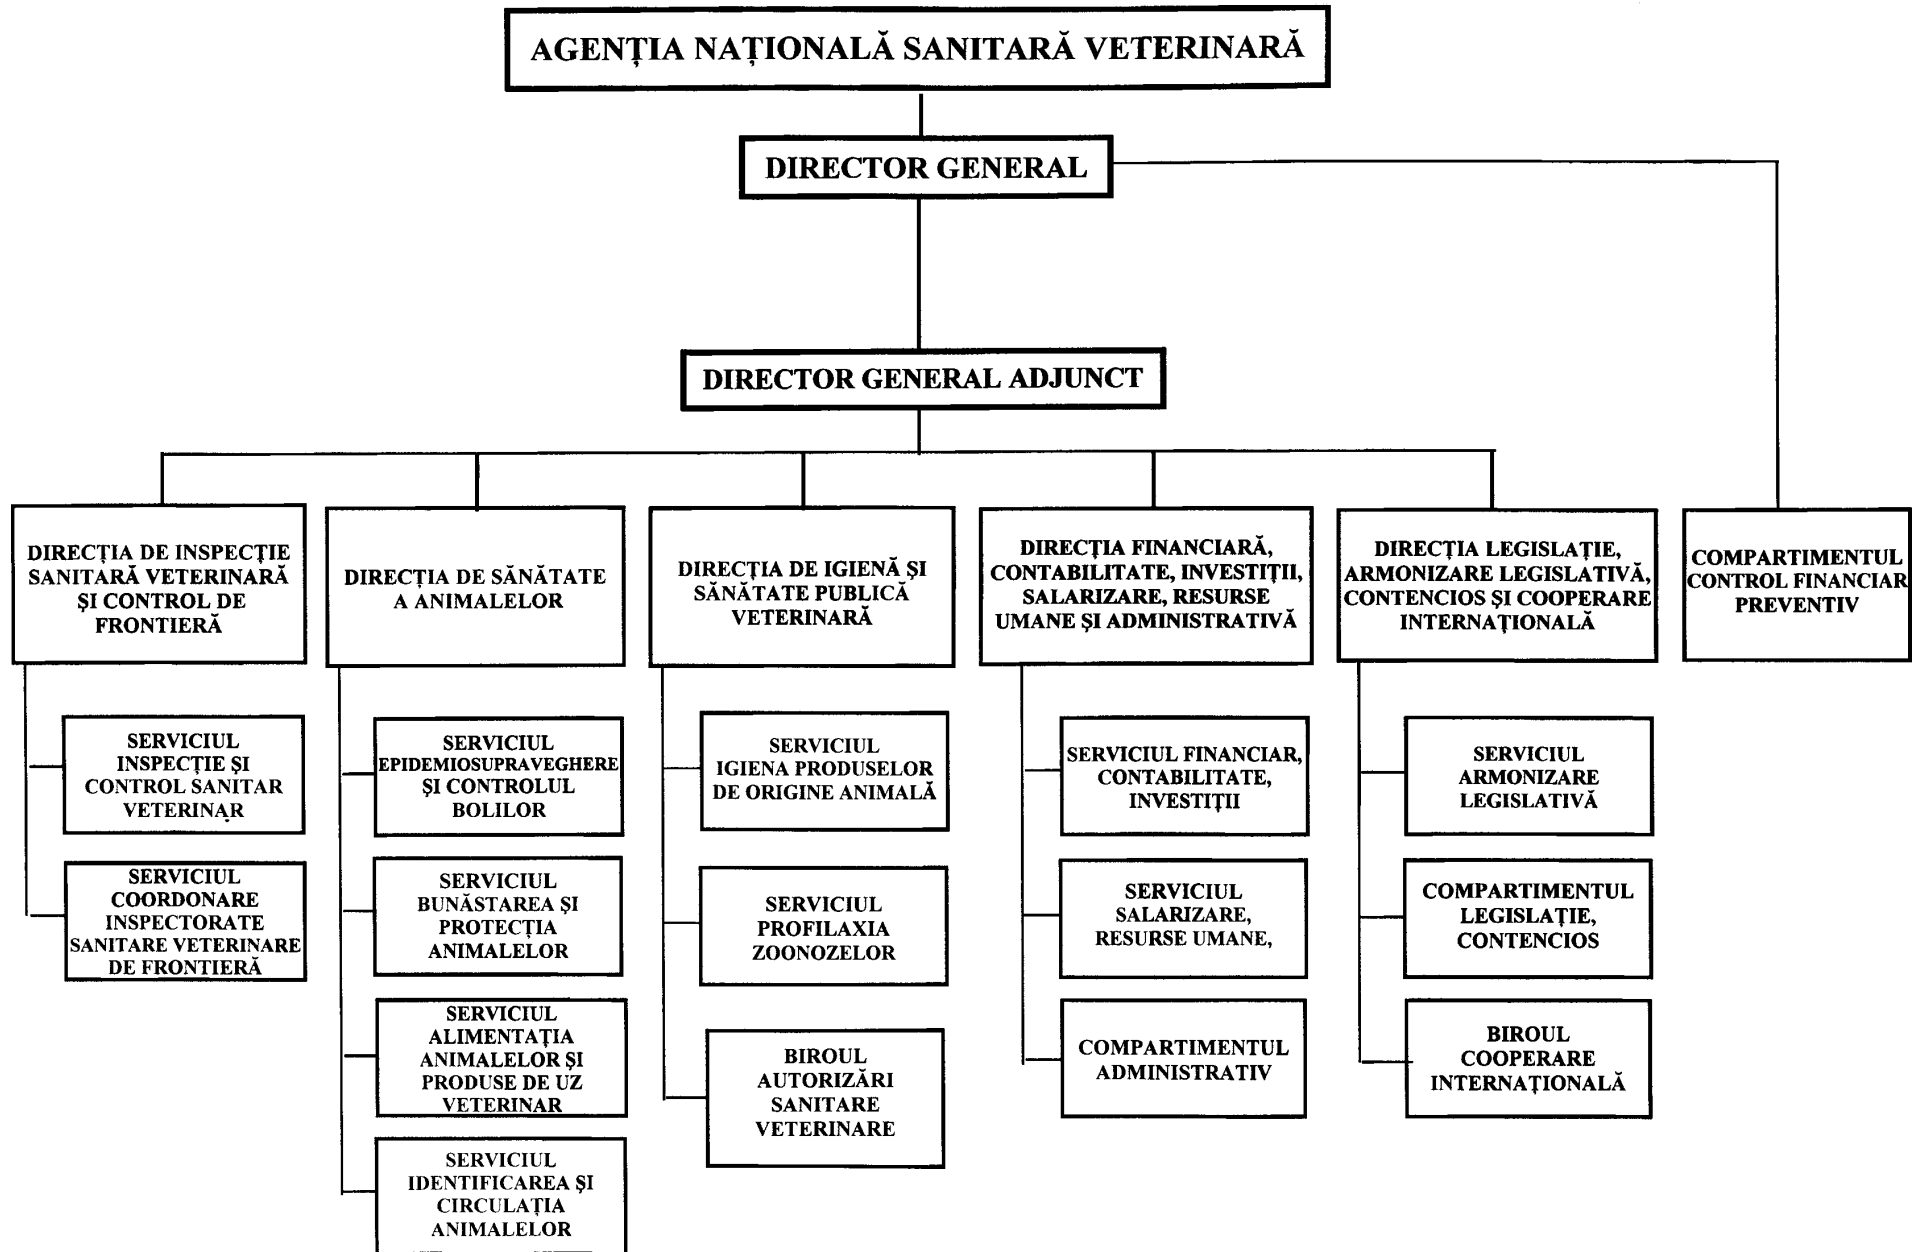 AGENȚIA NAȚIONALĂ SANITARĂ VETERINARĂ
DIRECTOR GENERAL
DIRECTOR GENERAL ADJUNCT
DIRECȚIA DE INSPECȚIE
SANITARĂ VETERINARĂ
ȘI CONTROL DE
FRONTIERĂ
DIRECȚIA DE SĂNĂTATE
A ANIMALELOR
DIRECȚIA DE IGIENĂ ȘI
SĂNĂTATE PUBLICĂ
VETERINARĂ
DIRECȚIA FINANCIARĂ,
CONTABILITATE, INVESTIȚII,
SALARIZARE, RESURSE
UMANE ȘI ADMINISTRATIVĂ
DIRECȚIA LEGISLAȚIE,
ARMONIZARE LEGISLATIVĂ,
CONTENCIOS ȘI COOPERARE
INTERNAȚIONALĂ
COMPARTIMENTUL
CONTROL FINANCIAR
PREVENTIV
SERVICIUL
INSPECȚIE ȘI
CONTROL SANITAR
VETERINAR
SERVICIUL
COORDONARE
INSPECTORATE
SANITARE VETERINARE
DE FRONTIERĂ
SERVICIUL
EPIDEMIOSUPRAVEGHERE
ȘI CONTROLUL
BOLILOR
SERVICIUL
BUNĂSTAREA ȘI
PROTECȚIA
ANIMALELOR
SERVICIUL
ALIMENTAȚIA
ANIMALELOR ȘI
PRODUSE DE UZ
VETERINAR
SERVICIUL
IDENTIFICAREA ȘI
CIRCULAȚIA
ANIMALELOR
SERVICIUL
IGIENA PRODUSELOR
DE ORIGINE ANIMALĂ
SERVICIUL
PROFILAXIA
ZOONOZELOR
BIROUL
AUTORIZĂRI
SANITARE
VETERINARE
SERVICIUL FINANCIAR,
CONTABILITATE,
INVESTIȚII
SERVICIUL
SALARIZARE,
RESURSE UMANE,
COMPARTIMENTUL
ADMINISTRATIV
SERVICIUL
ARMONIZARE
LEGISLATIVĂ
COMPARTIMENTUL
LEGISLAȚIE,
CONTENCIOS
BIROUL
COOPERARE
INTERNAȚIONALĂ